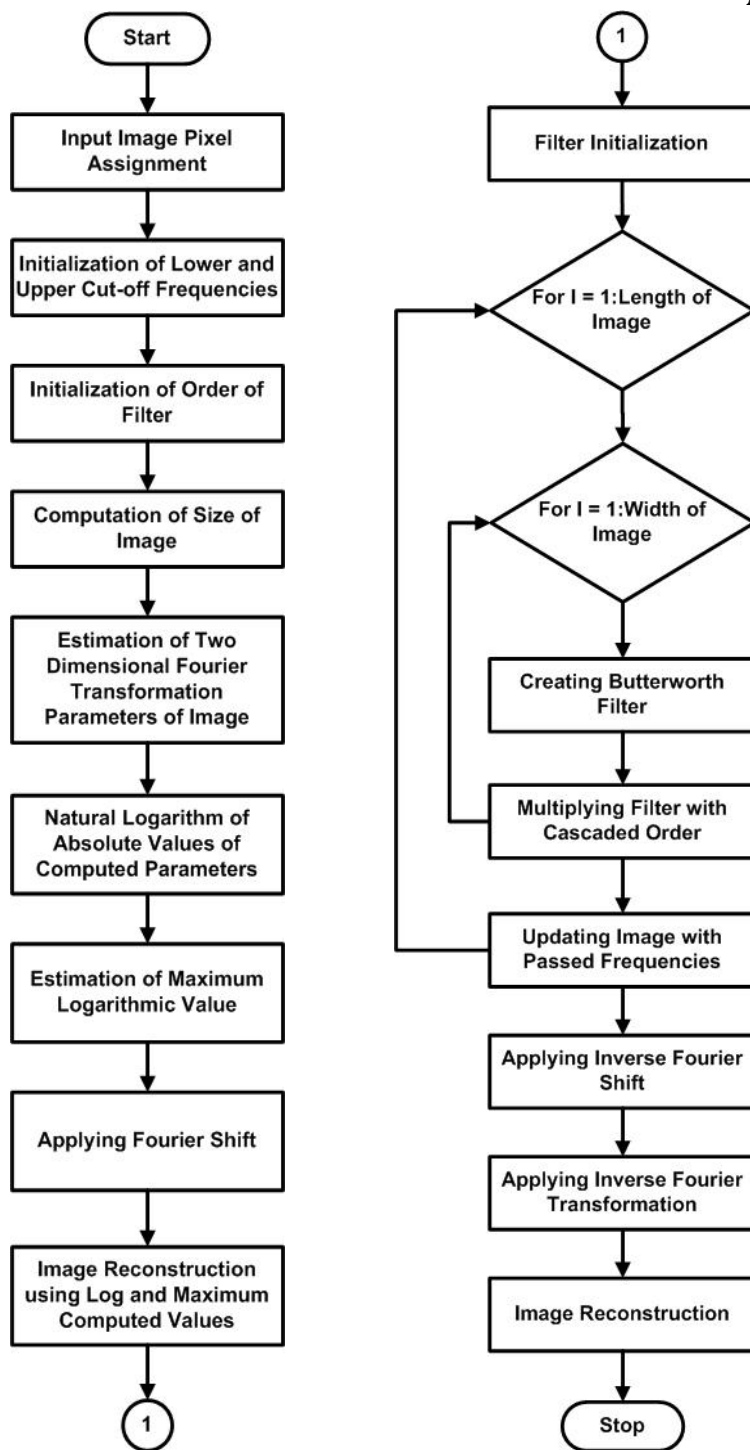 Start
Input Image Pixel
Assignment
Initialization of Lower and
Upper Cut-off Frequencies
Initialization of Order of
Filter
Computation of Size of
Image
Estimation of Two
Dimensional Fourier
Transformation
Parameters of Image
Natural Logarithm of
Absolute Values of
Computed Parameters
Estimation of Maximum
Logarithmic Value
Applying Fourier Shift
Image Reconstruction
using Log and Maximum
Computed Values
1
1
Filter Initialization
For I = 1:Length of
Image
For I = 1:Width of
Image
Creating Butterworth
Filter
Multiplying Filter with
Cascaded Order
Updating Image with
Passed Frequencies
Applying Inverse Fourier
Shift
Applying Inverse Fourier
Transformation
Image Reconstruction
Stop